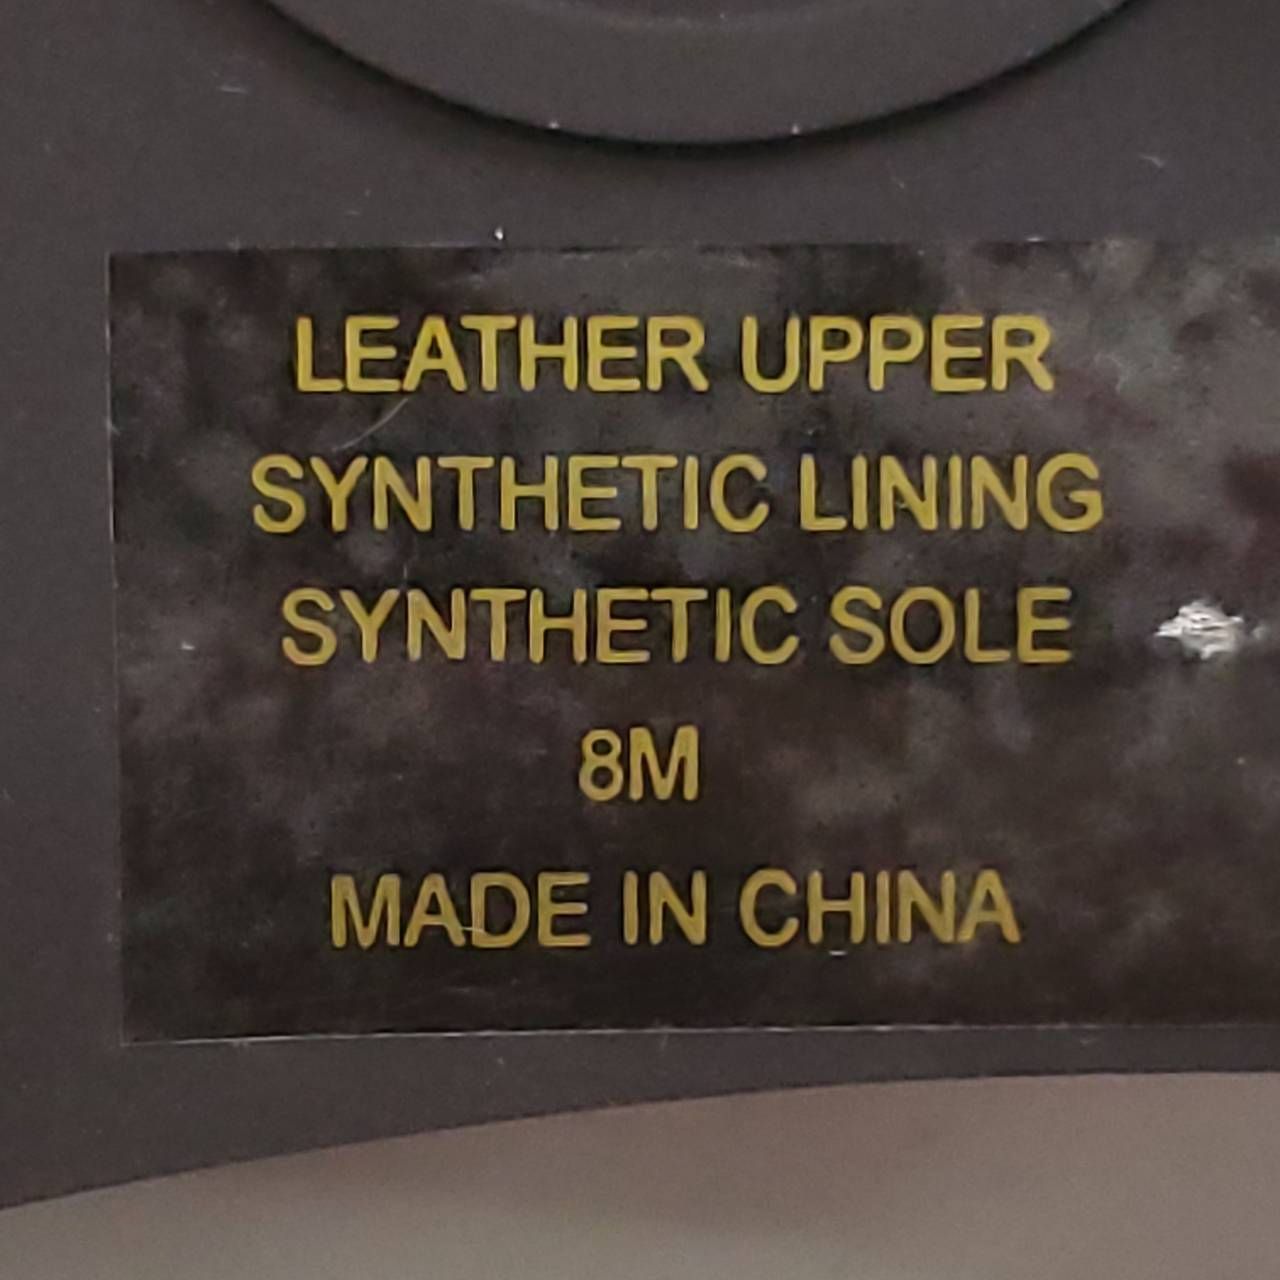 LEATHER UPPER
SYNTHETIC LINING
SYNTHETIC SOLE
8M
MADE IN CHINA